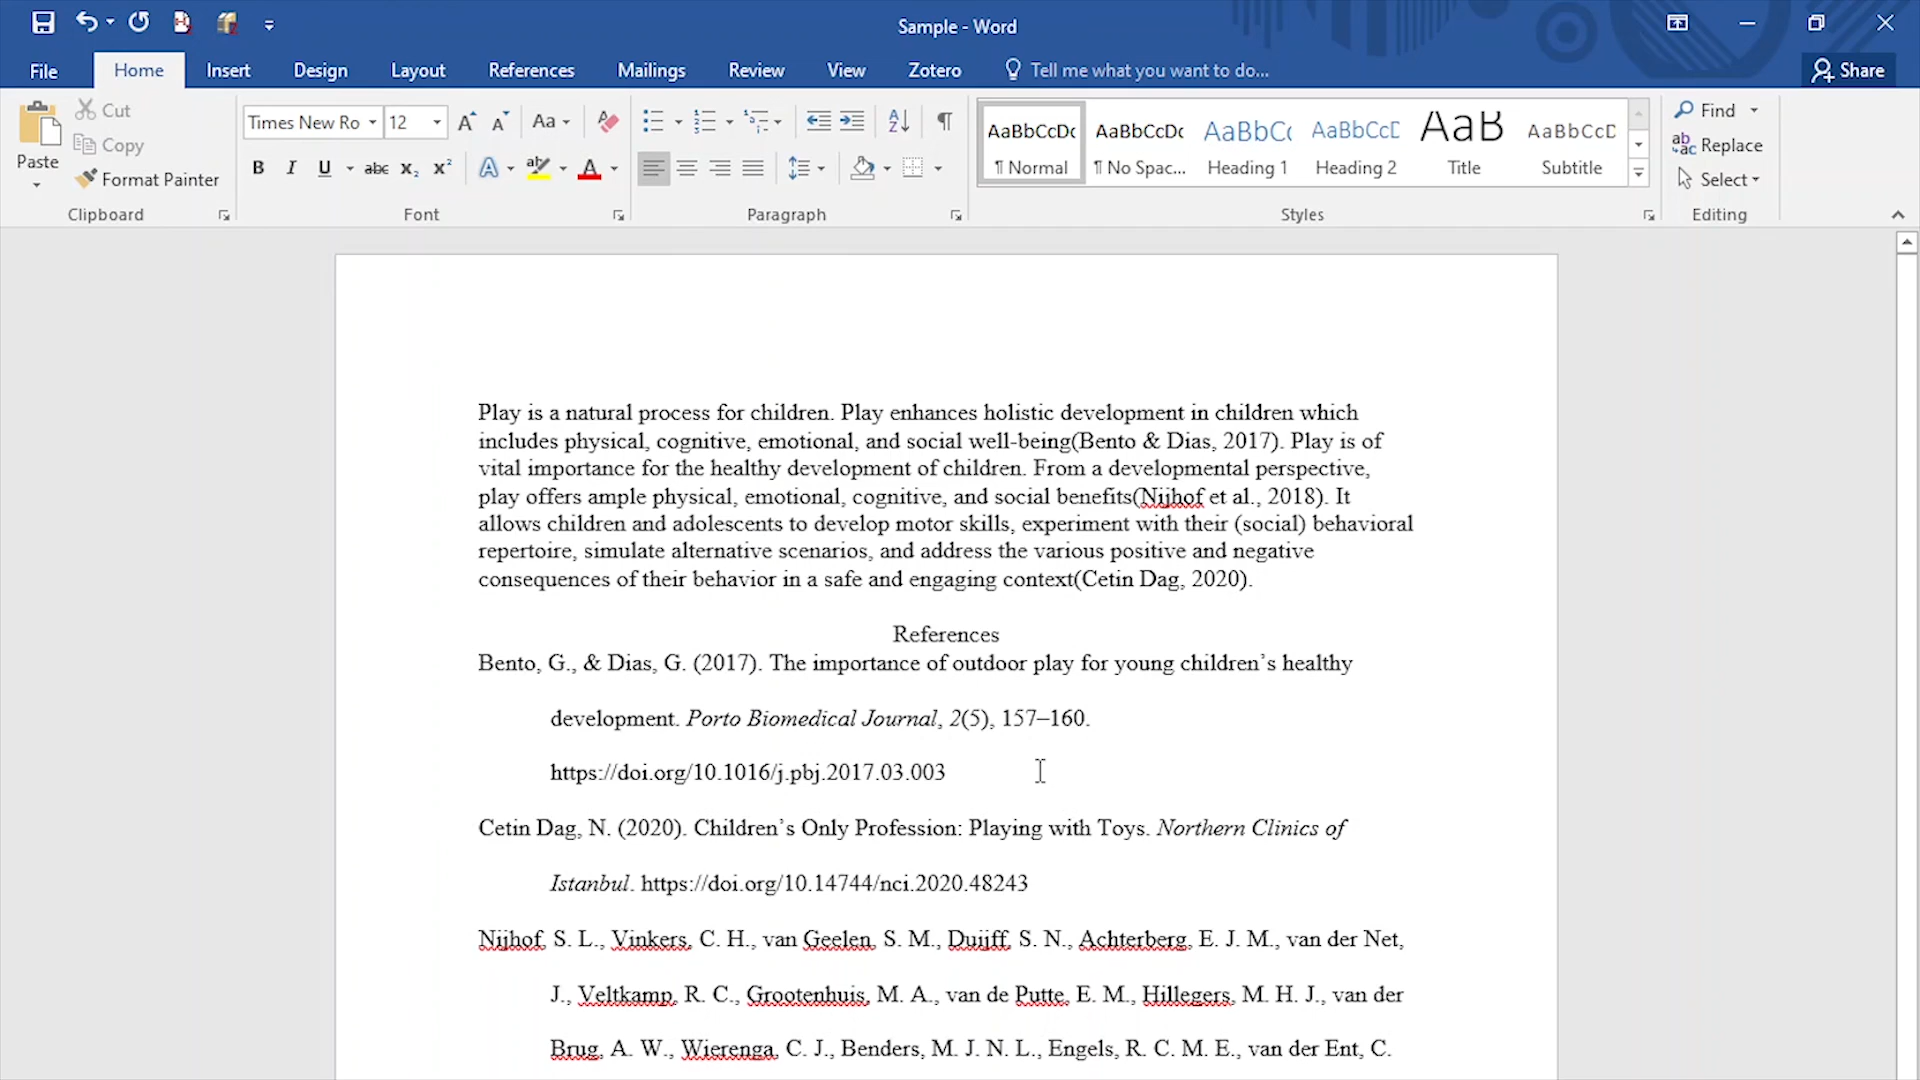 Sample - Word
File Home Insert Design Layout References Mailings Review View Zotero Tell me what you want to do... Share
Cut
Copy
Paste
Format Painter
Clipboard
Times New Ro 12 Aa
B I U abc x₂ x² A ab A
Font
Paragraph
AaBbCcDc AaBbCcDc AaBbCc AaBbCcD AaB AaBbCcD
¶ Normal ¶ No Spac... Heading 1 Heading 2 Title Subtitle
Styles
Find
Replace
Select
Editing
Play is a natural process for children. Play enhances holistic development in children which
includes physical, cognitive, emotional, and social well-being(Bento & Dias, 2017). Play is of
vital importance for the healthy development of children. From a developmental perspective,
play offers ample physical, emotional, cognitive, and social benefits(Nijhof et al., 2018). It
allows children and adolescents to develop motor skills, experiment with their (social) behavioral
repertoire, simulate alternative scenarios, and address the various positive and negative
consequences of their behavior in a safe and engaging context(Cetin Dag, 2020).
References
Bento, G., & Dias, G. (2017). The importance of outdoor play for young children’s healthy
development. Porto Biomedical Journal, 2(5), 157–160.
https://doi.org/10.1016/j.pbj.2017.03.003
Cetin Dag, N. (2020). Children’s Only Profession: Playing with Toys. Northern Clinics of
Istanbul. https://doi.org/10.14744/nci.2020.48243
Nijhof, S. L., Vinkers, C. H., van Geelen, S. M., Duijff, S. N., Achterberg, E. J. M., van der Net,
J., Veltkamp, R. C., Grootenhuis, M. A., van de Putte, E. M., Hillegers, M. H. J., van der
Brug, A. W., Wierenga, C. J., Benders, M. J. N. L., Engels, R. C. M. E., van der Ent, C.